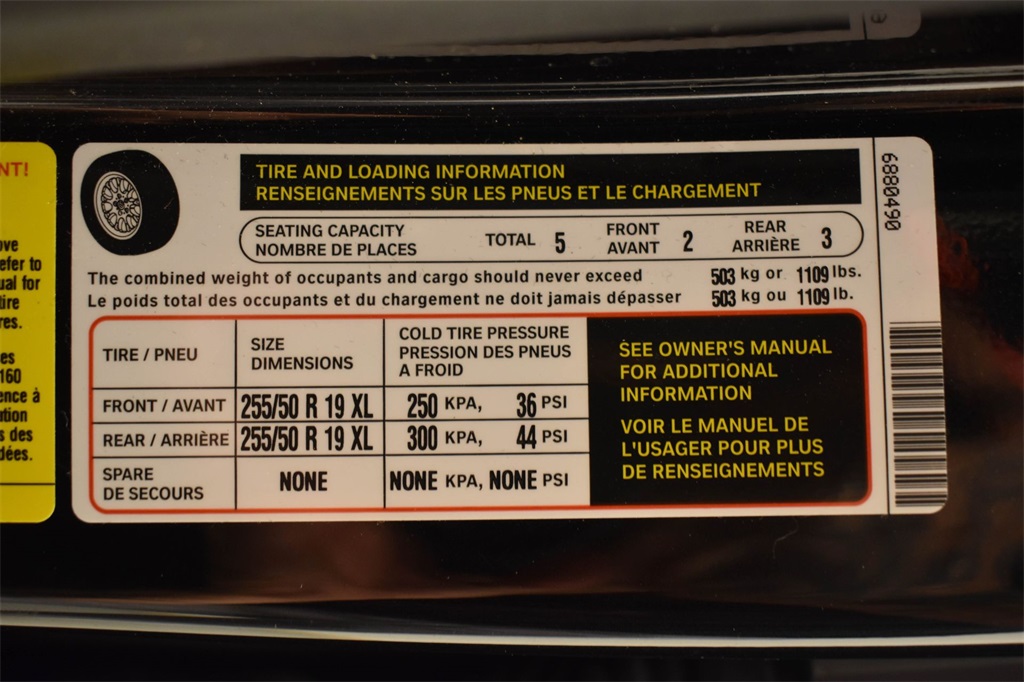 NT!
ove
efer to
ual for
tire
res.
es
160
ence à
ation
s des
dées.
TIRE AND LOADING INFORMATION
RENSEIGNEMENTS SUR LES PNEUS ET LE CHARGEMENT
SEATING CAPACITY
NOMBRE DE PLACES
TOTAL 5
FRONT
AVANT 2
REAR
ARRIÈRE 3
The combined weight of occupants and cargo should never exceed 503 kg or 1109 lbs.
Le poids total des occupants et du chargement ne doit jamais dépasser 503 kg ou 1109 lb.
TIRE / PNEU
SIZE
DIMENSIONS
COLD TIRE PRESSURE
PRESSION DES PNEUS
A FROID
FRONT / AVANT 255/50 R 19 XL 250 KPA, 36 PSI
REAR / ARRIÈRE 255/50 R 19 XL 300 KPA, 44 PSI
SPARE
DE SECOURS
NONE NONE KPA, NONE PSI
SEE OWNER'S MANUAL
FOR ADDITIONAL
INFORMATION
VOIR LE MANUEL DE
L'USAGER POUR PLUS
DE RENSEIGNEMENTS
6880490